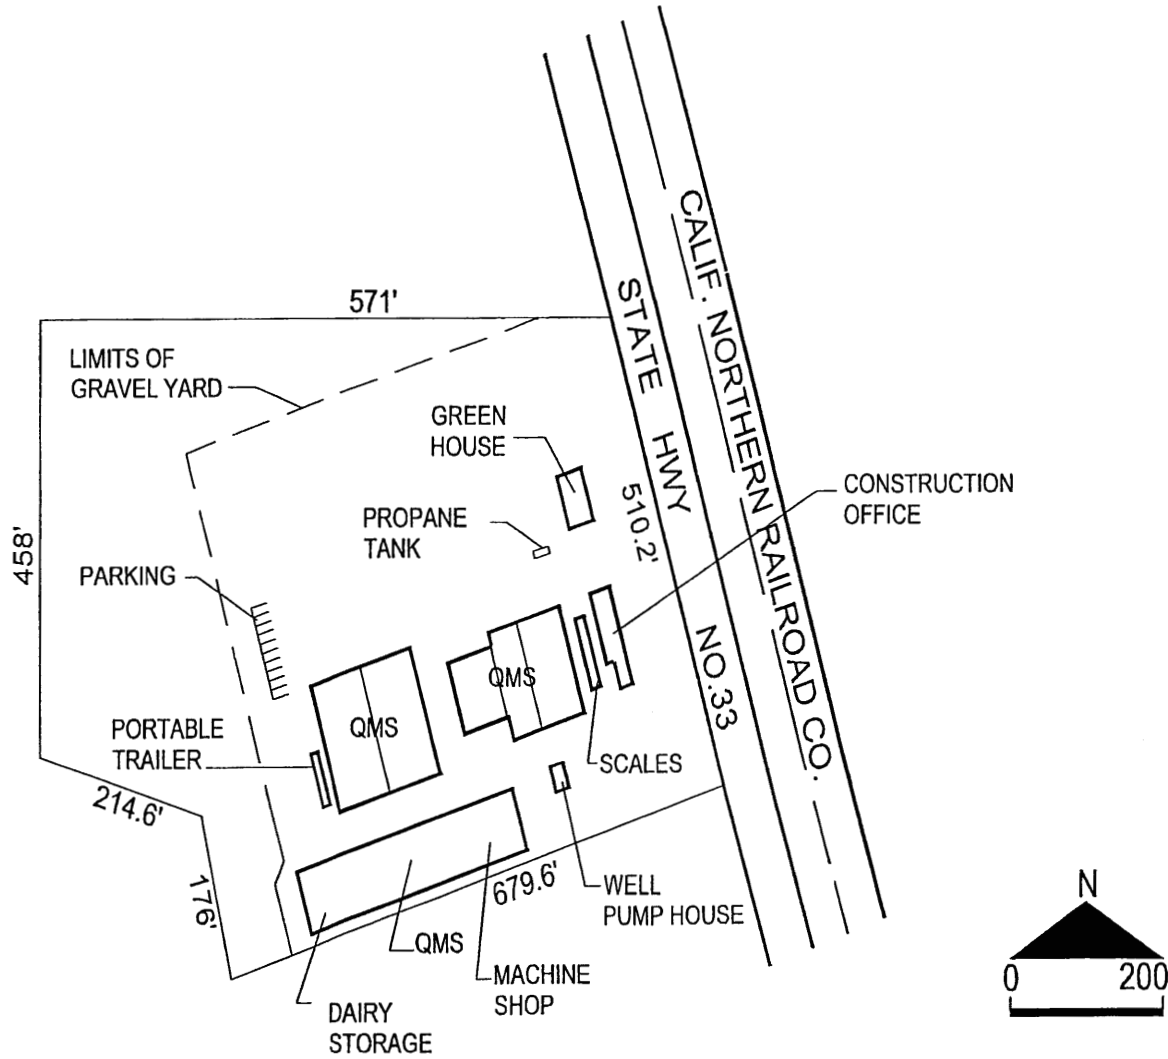 CALIF. NORTHERN RAILROAD CO.
STATE HWY NO.33
571'
LIMITS OF
GRAVEL YARD
GREEN
HOUSE
510.2'
CONSTRUCTION
OFFICE
PROPANE
TANK
458'
PARKING
QMS
QMS
PORTABLE
TRAILER
SCALES
214.6'
176'
679.6'
WELL
PUMP HOUSE
QMS
MACHINE
SHOP
DAIRY
STORAGE
N
0 200